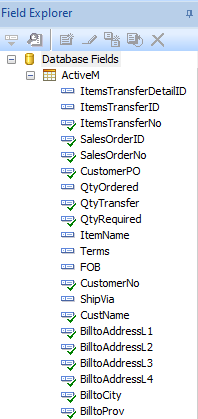 Field Explorer
Database Fields
ActiveM
ItemsTransferDetailID
ItemsTransferID
ItemsTransferNo
SalesOrderID
SalesOrderNo
CustomerPO
QtyOrdered
QtyTransfer
QtyRequired
ItemName
Terms
FOB
CustomerNo
ShipVia
CustName
BilltoAddressL1
BilltoAddressL2
BilltoAddressL3
BilltoAddressL4
BilltoCity
BilltoProv